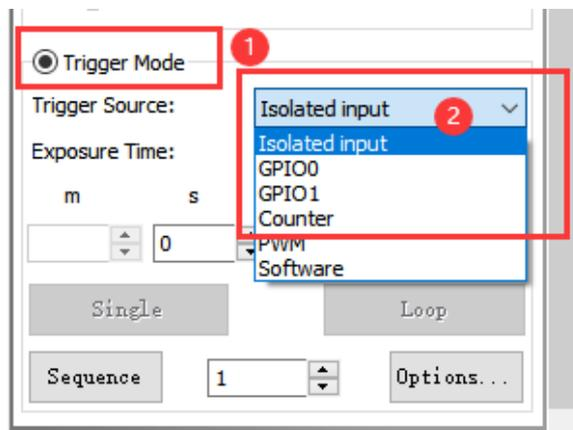 Trigger Mode
1
Trigger Source:
Isolated input
2
Isolated input
Exposure Time:
GPIO0
GPIO1
m
s
Counter
0
PWM
Software
Single
Loop
Sequence
1
Options...